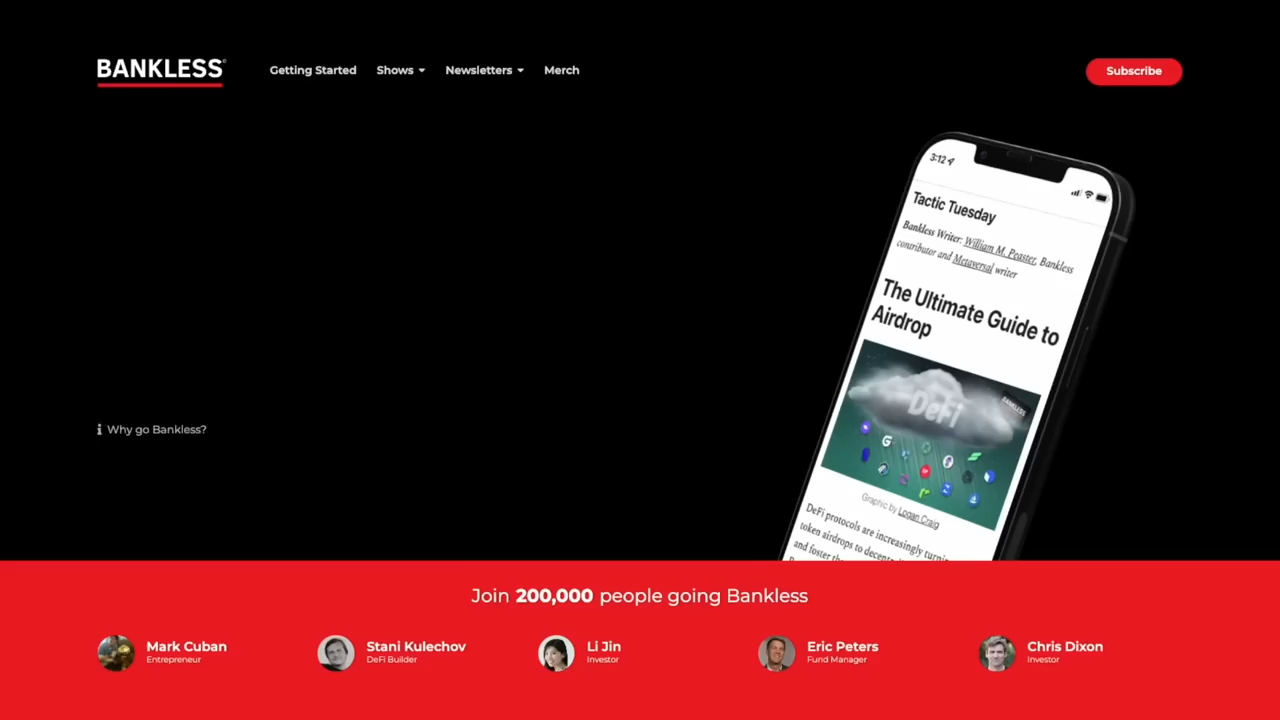 BANKLESS
Getting Started
Shows
Newsletters
Merch
Subscribe
3:12
Tactic Tuesday
Bankless Writer: William M. Peaster, Bankless
contributor and Metaversal writer
The Ultimate Guide to
Airdrop
DeFi
BANKLESS
Graphic by Logan Craig
DeFi protocols are increasingly
token airdrops to
and foster
Why go Bankless?
Join 200,000 people going Bankless
Mark Cuban
Entrepreneur
Stani Kulechov
DeFi Builder
Li Jin
Investor
Eric Peters
Fund Manager
Chris Dixon
Investor